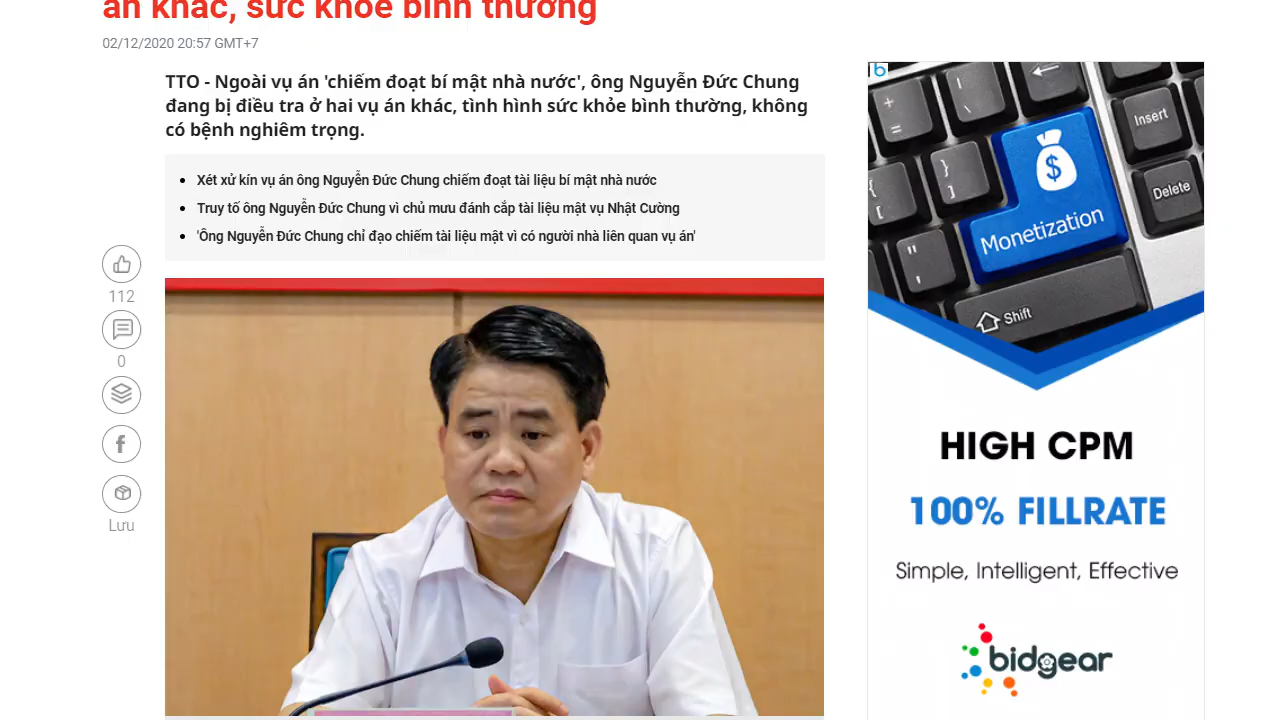 án khác, sức khỏe bình thường
02/12/2020 20:57 GMT+7
TTO - Ngoài vụ án 'chiếm đoạt bí mật nhà nước', ông Nguyễn Đức Chung
đang bị điều tra ở hai vụ án khác, tình hình sức khỏe bình thường, không
có bệnh nghiêm trọng.
Xét xử kín vụ án ông Nguyễn Đức Chung chiếm đoạt tài liệu bí mật nhà nước
Truy tố ông Nguyễn Đức Chung vì chủ mưu đánh cắp tài liệu mật vụ Nhật Cường
'Ông Nguyễn Đức Chung chỉ đạo chiếm tài liệu mật vì có người nhà liên quan vụ án'
112
0
Lưu
b
+
=
|
\
Insert
}
]
{
[
$
Delete
Monetization
"
'
Shift
HIGH CPM
100% FILLRATE
Simple, Intelligent, Effective
bidgear